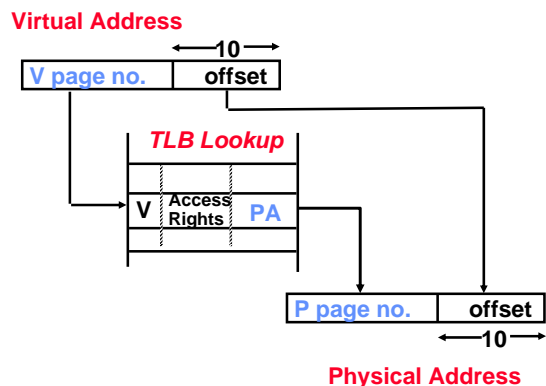 Virtual Address
10
V page no. offset
TLB Lookup
V Access Rights PA
P page no. offset
10
Physical Address